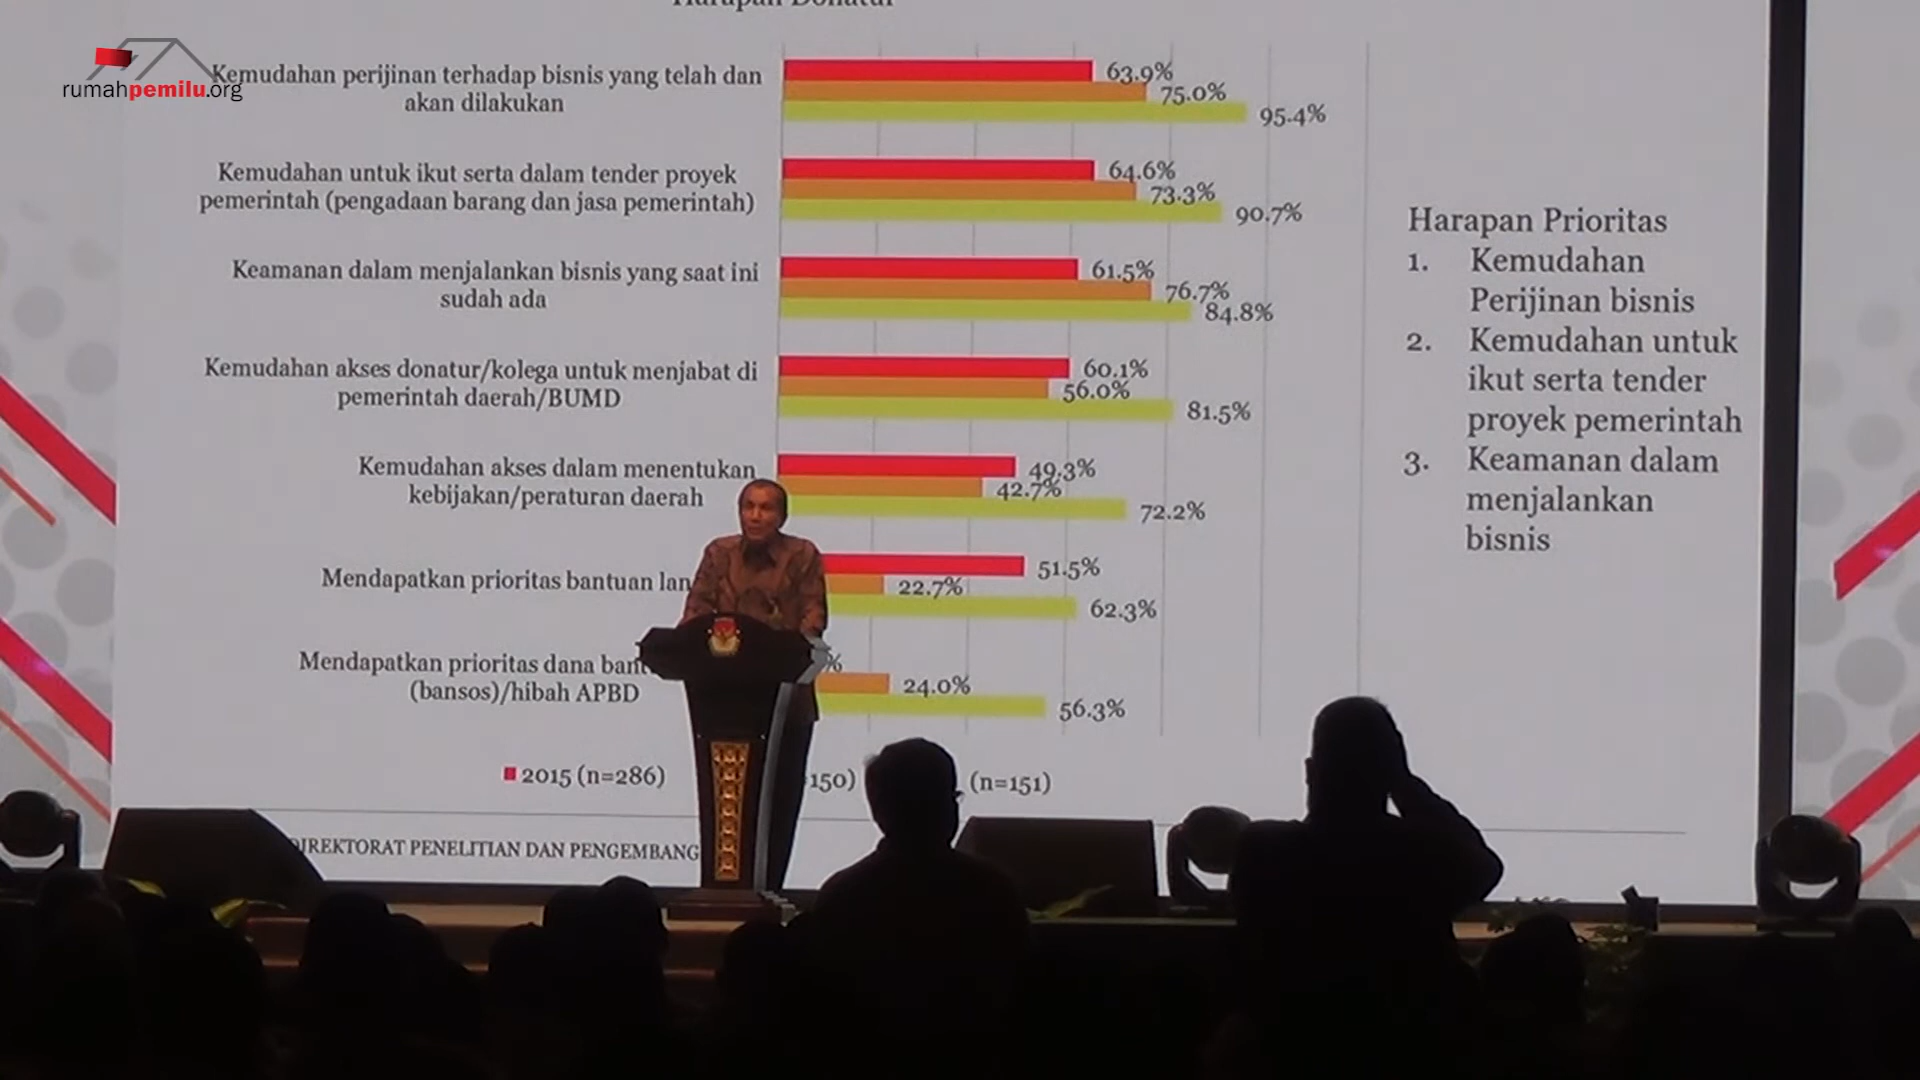 Harapan Donatur
rumahpemilu.org
Kemudahan perijinan terhadap bisnis yang telah dan
akan dilakukan
63.9%
75.0%
95.4%
Kemudahan untuk ikut serta dalam tender proyek
pemerintah (pengadaan barang dan jasa pemerintah)
64.6%
73.3%
90.7%
Keamanan dalam menjalankan bisnis yang saat ini
sudah ada
61.5%
76.7%
84.8%
Kemudahan akses donatur/kolega untuk menjabat di
pemerintah daerah/BUMD
60.1%
56.0%
81.5%
Kemudahan akses dalam menentukan
kebijakan/peraturan daerah
49.3%
42.7%
72.2%
Mendapatkan prioritas bantuan lan
51.5%
22.7%
62.3%
Mendapatkan prioritas dana bant
(bansos)/hibah APBD
%
24.0%
56.3%
2015 (n=286)
150)
(n=151)
DIREKTORAT PENELITIAN DAN PENGEMBANG
Harapan Prioritas
1. Kemudahan
Perijinan bisnis
2. Kemudahan untuk
ikut serta tender
proyek pemerintah
3. Keamanan dalam
menjalankan
bisnis